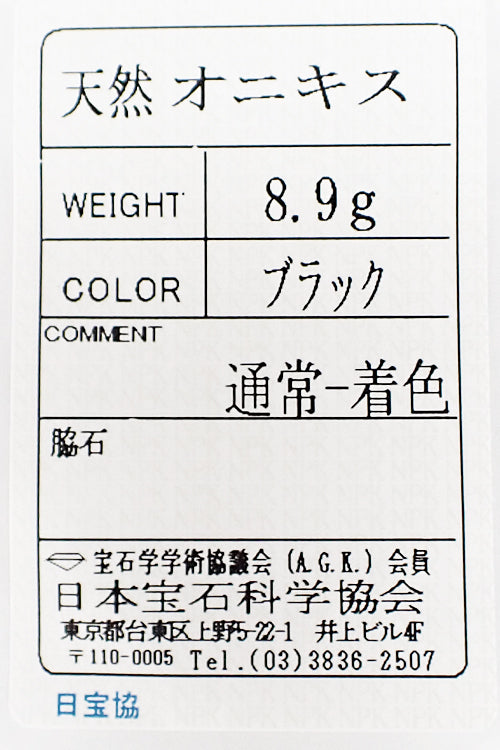 天然 オニキス
WEIGHT 8.9g
COLOR ブラック
COMMENT
通常-着色
脇石
宝石学学術協議会 (A.G.K.) 会員
日本宝石科学協会
東京都台東区上野5-22-1 井上ビル4F
〒110-0005 Tel.(03)3836-2507
日宝協